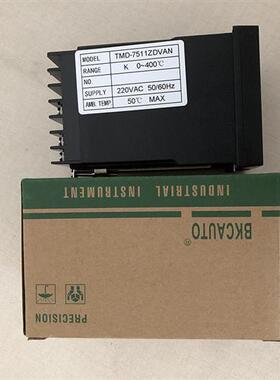 MODEL TMD-7511ZDVAN
RANGE K 0~400℃
NO:
SUPPLY 220VAC 50/60Hz
AMB. TEMP 50℃ MAX
INDUSTRIAL INSTRUMENT
BKCAUTO®
PRECISION